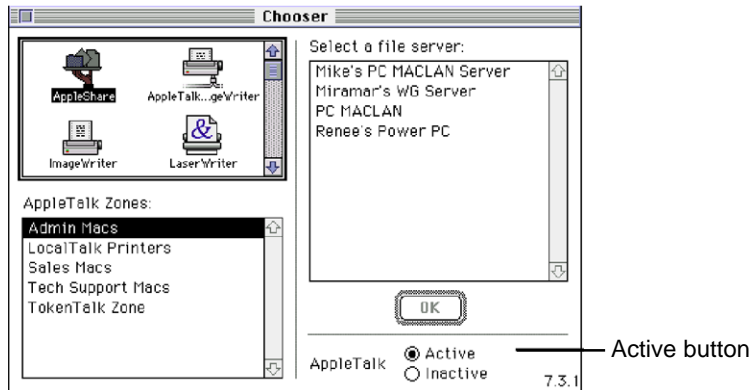 Chooser
AppleShare
AppleTalk...geWriter
ImageWriter
LaserWriter
AppleTalk Zones:
Admin Macs
LocalTalk Printers
Sales Macs
Tech Support Macs
TokenTalk Zone
Select a file server:
Mike's PC MACLAN Server
Miramar's WG Server
PC MACLAN
Renee's Power PC
OK
AppleTalk
Active
Inactive
7.3.1
Active button